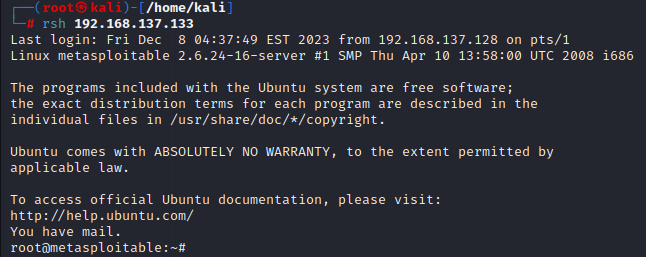 ┌──(root㉿kali)-[/home/kali]
└─# rsh 192.168.137.133
Last login: Fri Dec  8 04:37:49 EST 2023 from 192.168.137.128 on pts/1
Linux metasploitable 2.6.24-16-server #1 SMP Thu Apr 10 13:58:00 UTC 2008 i686

The programs included with the Ubuntu system are free software;
the exact distribution terms for each program are described in the
individual files in /usr/share/doc/*/copyright.

Ubuntu comes with ABSOLUTELY NO WARRANTY, to the extent permitted by
applicable law.

To access official Ubuntu documentation, please visit:
http://help.ubuntu.com/
You have mail.
root@metasploitable:~#